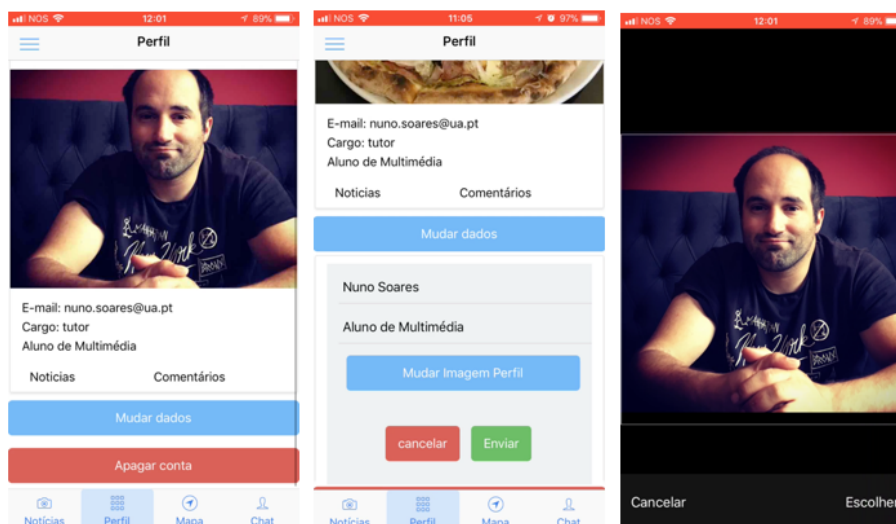 NOS 12:01 89%
Perfil
E-mail: nuno.soares@ua.pt
Cargo: tutor
Aluno de Multimédia
Noticias Comentários
Mudar dados
Apagar conta
Notícias Perfil Mapa Chat
NOS 11:05 97%
Perfil
E-mail: nuno.soares@ua.pt
Cargo: tutor
Aluno de Multimédia
Noticias Comentários
Mudar dados
Nuno Soares
Aluno de Multimédia
Mudar Imagem Perfil
cancelar Enviar
Notícias Perfil Mapa Chat
NOS 12:01 89%
Cancelar Escolher